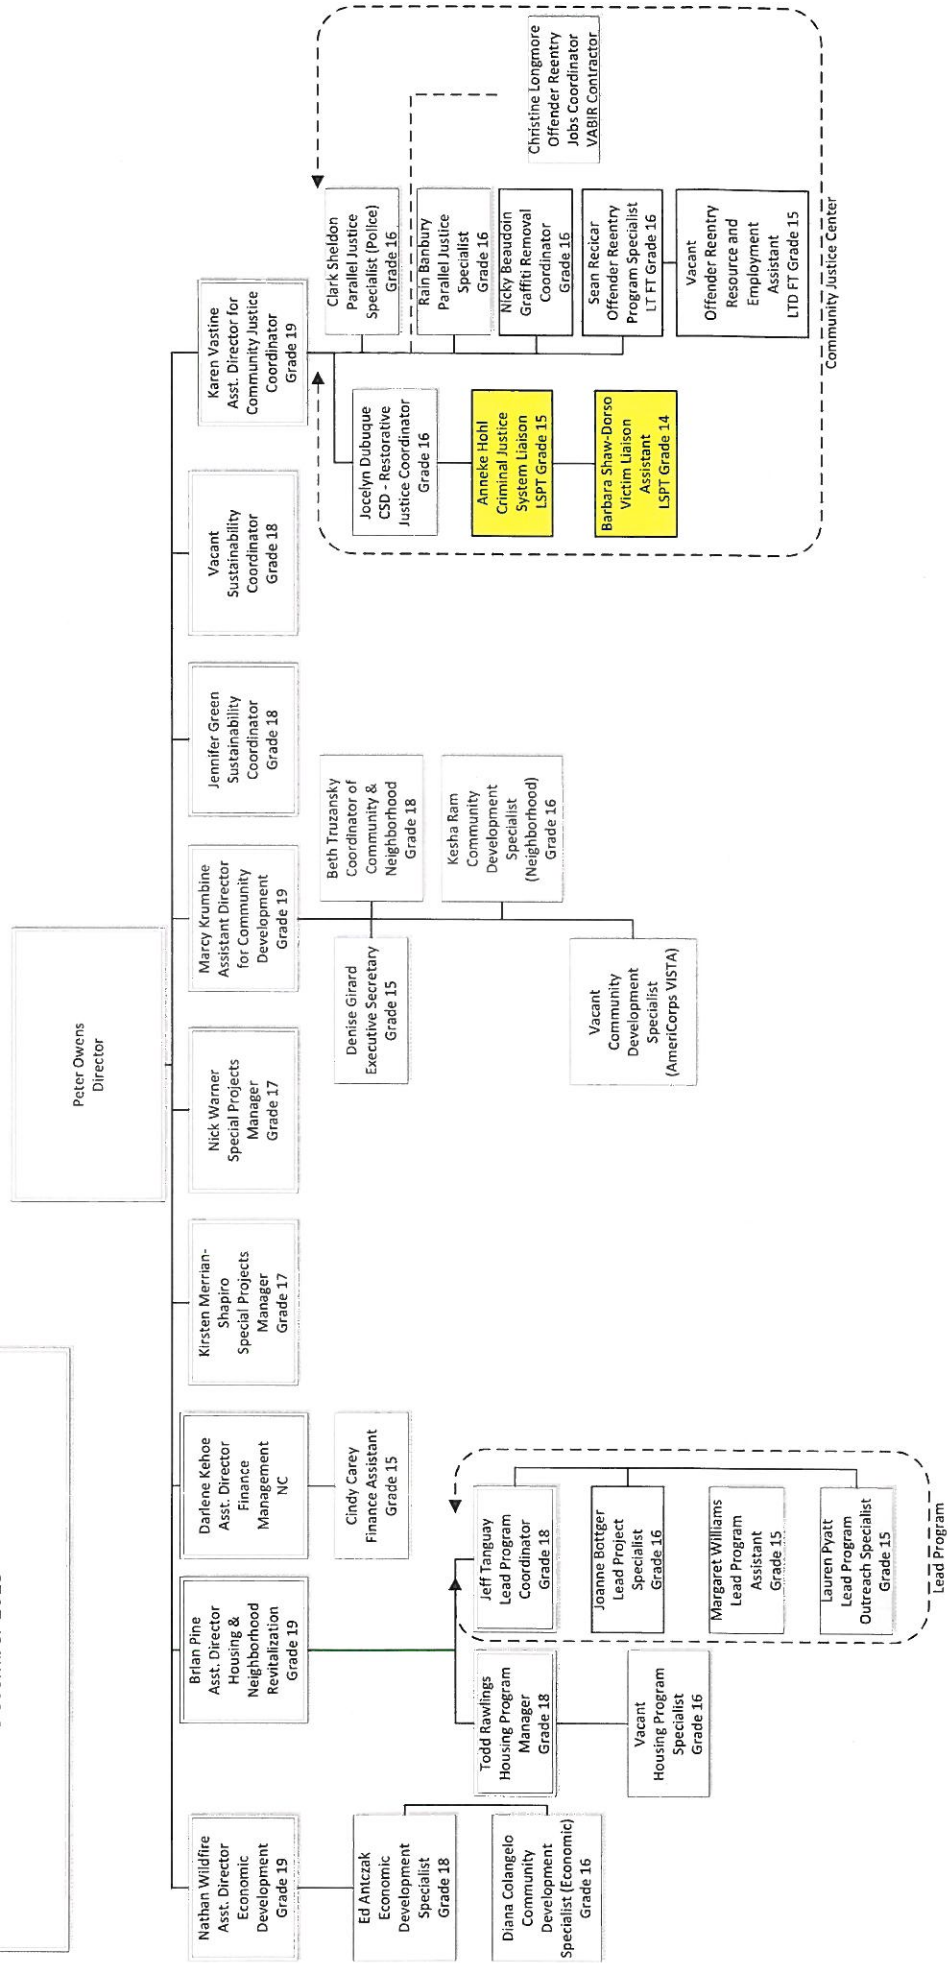 Peter Owens
Director
Nathan Wildfire
Asst. Director
Economic
Development
Grade 19
Brian Pine
Asst. Director
Housing &
Neighborhood
Revitalization
Grade 19
Darlene Kehoe
Asst. Director
Finance
Management
NC
Kirsten Merrian-
Shapiro
Special Projects
Manager
Grade 17
Nick Warner
Special Projects
Manager
Grade 17
Marcy Krumbine
Assistant Director
for Community
Development
Grade 19
Jennifer Green
Sustainability
Coordinator
Grade 18
Vacant
Sustainability
Coordinator
Grade 18
Karen Vastine
Asst. Director for
Community Justice
Coordinator
Grade 19
Ed Antczak
Economic
Development
Specialist
Grade 18
Diana Colangelo
Community
Development
Specialist (Economic)
Grade 16
Todd Rawlings
Housing Program
Manager
Grade 18
Vacant
Housing Program
Specialist
Grade 16
Jeff Tanguay
Lead Program
Coordinator
Grade 18
Joanne Bottger
Lead Project
Specialist
Grade 16
Margaret Williams
Lead Program
Assistant
Grade 15
Lauren Pyatt
Lead Program
Outreach Specialist
Grade 15
Lead Program
Cindy Carey
Finance Assistant
Grade 15
Denise Girard
Executive Secretary
Grade 15
Beth Truzansky
Coordinator of
Community &
Neighborhood
Grade 18
Kesha Ram
Community
Development
Specialist
(Neighborhood)
Grade 16
Vacant
Community
Development
Specialist
(AmeriCorps VISTA)
Jocelyn Dubuque
CSD - Restorative
Justice Coordinator
Grade 16
Anneke Hohl
Criminal Justice
System Liaison
LSPT Grade 15
Barbara Shaw-Dorso
Victim Liaison
Assistant
LSPT Grade 14
Clark Sheldon
Parallel Justice
Specialist (Police)
Grade 16
Rain Banbury
Parallel Justice
Specialist
Grade 16
Nicky Beaudoin
Graffiti Removal
Coordinator
Grade 16
Sean Recicar
Offender Reentry
Program Specialist
LT FT Grade 16
Vacant
Offender Reentry
Resource and
Employment
Assistant
LTD FT Grade 15
Christine Longmore
Offender Reentry
Jobs Coordinator
VABIR Contractor
Community Justice Center